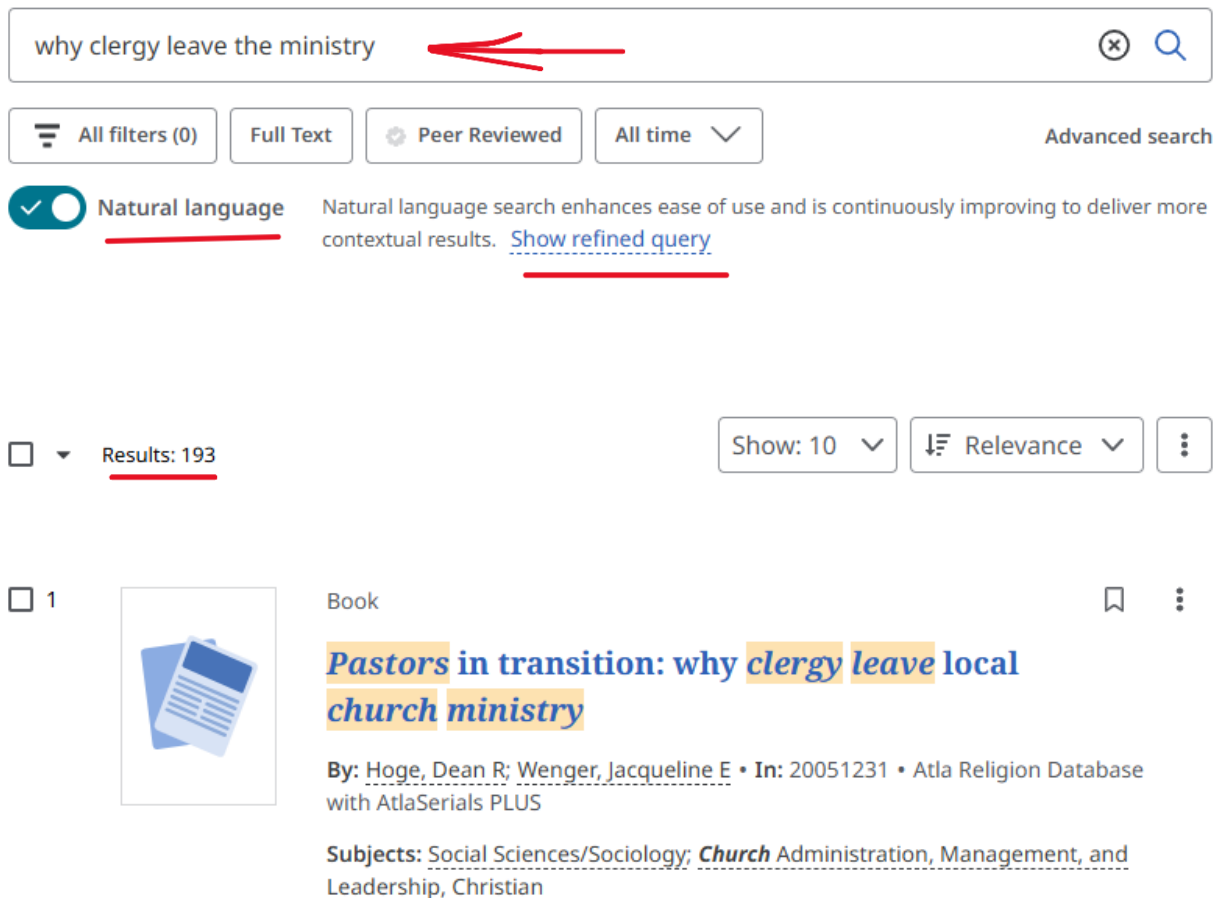 why clergy leave the ministry
All filters (0)
Full Text
Peer Reviewed
All time
Advanced search
Natural language
Natural language search enhances ease of use and is continuously improving to deliver more
contextual results. Show refined query
Results: 193
Show: 10
Relevance
1
Book
Pastors in transition: why clergy leave local
church ministry
By: Hoge, Dean R; Wenger, Jacqueline E • In: 20051231 • Atla Religion Database
with AtlaSerials PLUS
Subjects: Social Sciences/Sociology; Church Administration, Management, and
Leadership, Christian